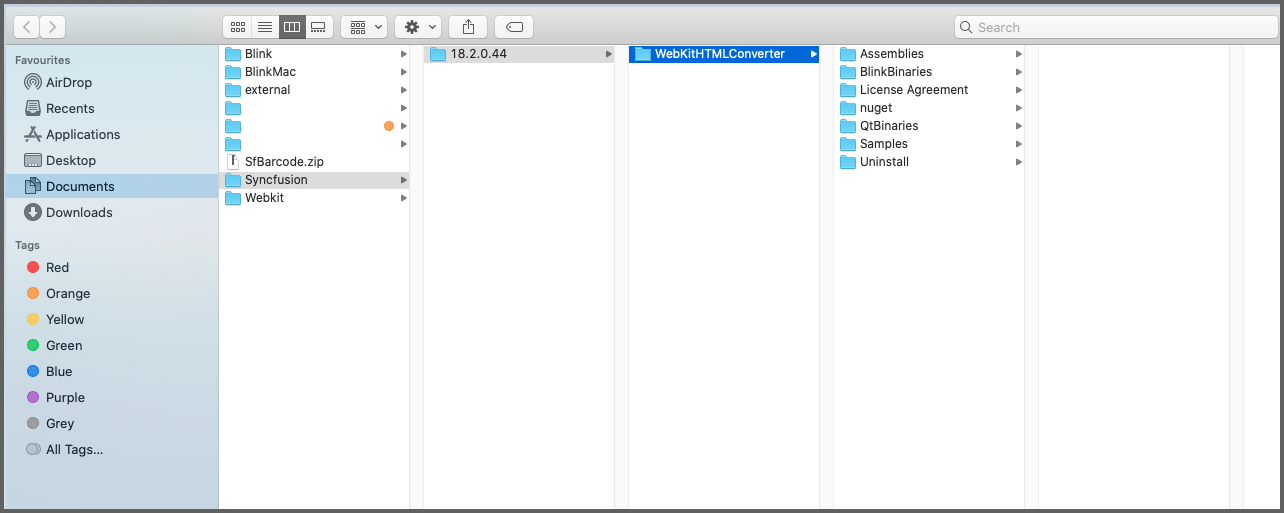 Search
Favourites
AirDrop
Recents
Applications
Desktop
Documents
Downloads
Tags
Red
Orange
Yellow
Green
Blue
Purple
Grey
All Tags...
Blink
BlinkMac
external
SfBarcode.zip
Syncfusion
Webkit
18.2.0.44
WebKitHTMLConverter
Assemblies
BlinkBinaries
License Agreement
nuget
QtBinaries
Samples
Uninstall